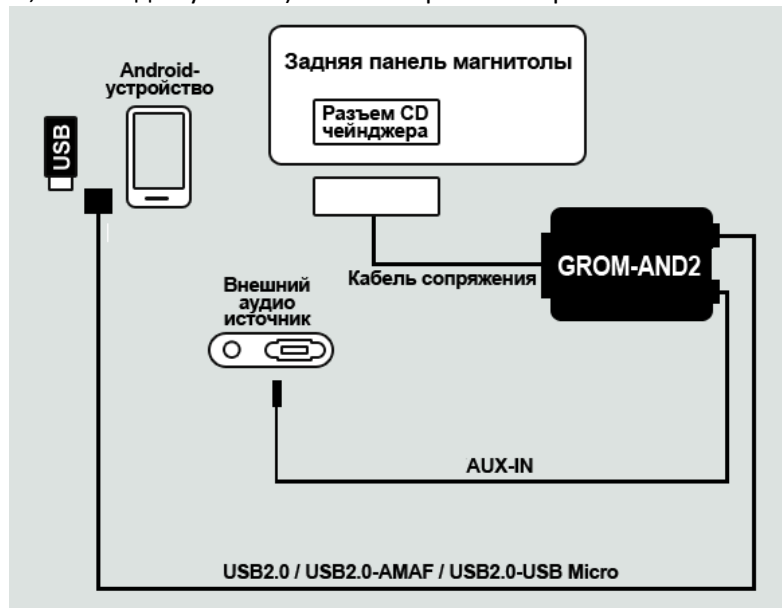 Задняя панель магнитолы
Android-
устройство
Разъем CD
чейнджера
USB
GROM-AND2
Кабель сопряжения
Внешний
аудио
источник
AUX-IN
USB2.0 / USB2.0-AMAF / USB2.0-USB Micro